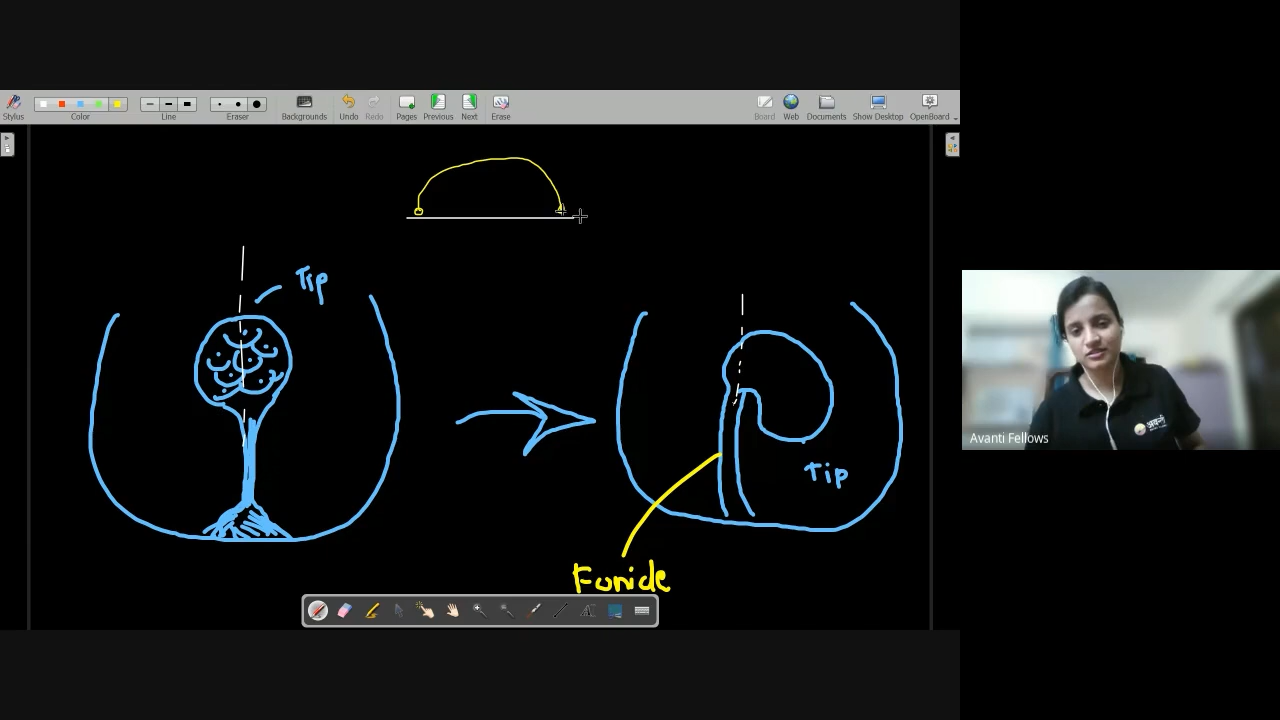 Stylus
Color
Line
Eraser
Backgrounds
Undo
Redo
Pages
Previous
Next
Erase
Board
Web
Documents
Show Desktop
OpenBoard
Tip
Tip
Funicle
अवन्ती
Avanti Fellows